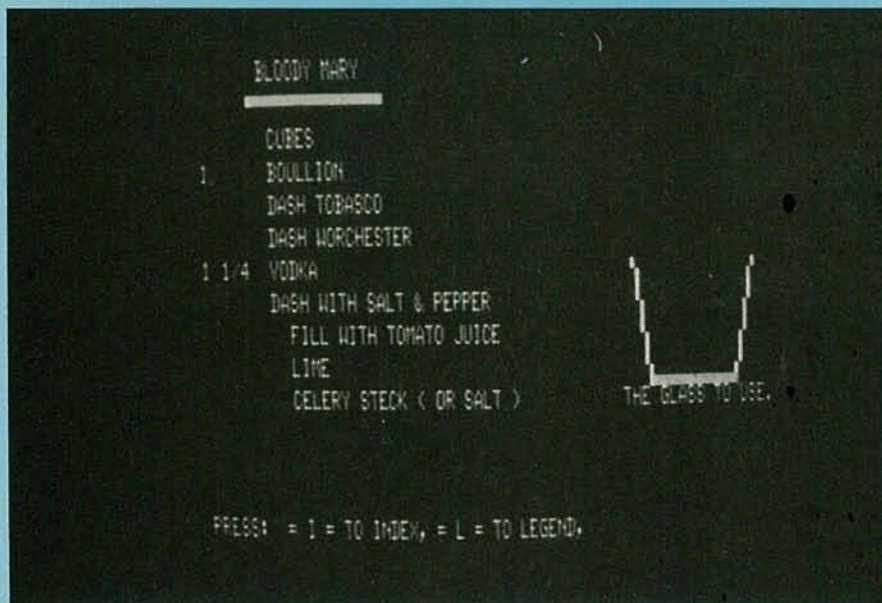 BLOODY MARY
CUBES
1 BOULLION
DASH TOBASCO
DASH WORCHESTER
1 1/4 VODKA
DASH WITH SALT & PEPPER
FILL WITH TOMATO JUICE
LIME
CELERY STECK ( OR SALT )
THE GLASS TO USE.
PRESS: = I = TO INDEX, = L = TO LEGEND,